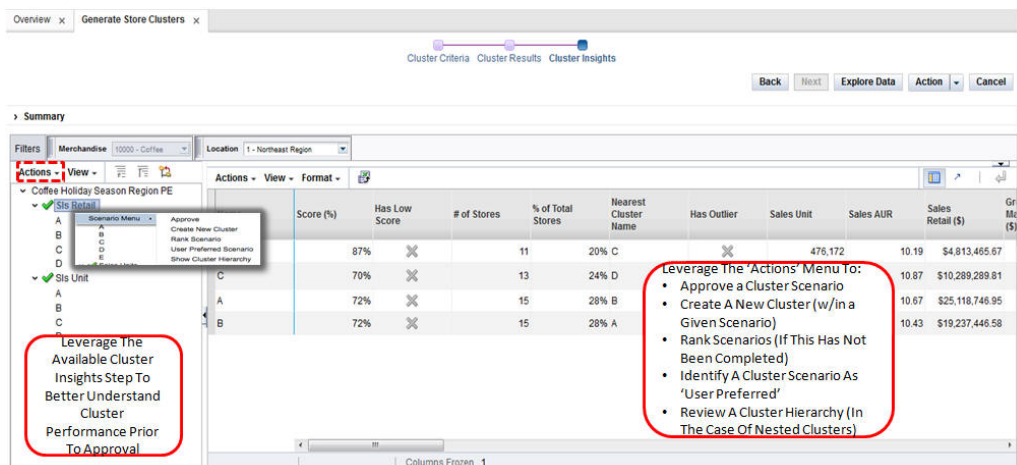 Overview x Generate Store Clusters x
Cluster Criteria Cluster Results Cluster Insights
Back Next Explore Data Action Cancel
Summary
Filters Merchandise 10000 - Coffee Location 1 - Northeast Region
Actions View
Coffee Holiday Season Region PE
Sls Retail
A
B
C
D
Scenario Menu
A
B
C
D
E
Sales Units
Approve
Create New Cluster
Rank Scenario
User Preferred Scenario
Show Cluster Hierarchy
Sls Unit
A
B
C
Leverage The
Available Cluster
Insights Step To
Better Understand
Cluster
Performance Prior
To Approval
Actions View Format
Score (%) Has Low Score # of Stores % of Total Stores Nearest Cluster Name Has Outlier Sales Unit Sales AUR Sales Retail ($)
87% 11 20% C 476,172 10.19 $4,813,465.67
C 70% 13 24% D 10.87 $10,289,289.81
A 72% 15 28% B 10.67 $25,118,746.95
B 72% 15 28% A 10.43 $19,237,446.58
Leverage The 'Actions' Menu To:
• Approve a Cluster Scenario
• Create A New Cluster (w/in a
Given Scenario)
• Rank Scenarios (If This Has Not
Been Completed)
• Identify A Cluster Scenario As
'User Preferred'
• Review A Cluster Hierarchy (In
The Case Of Nested Clusters)
Columns Frozen 1